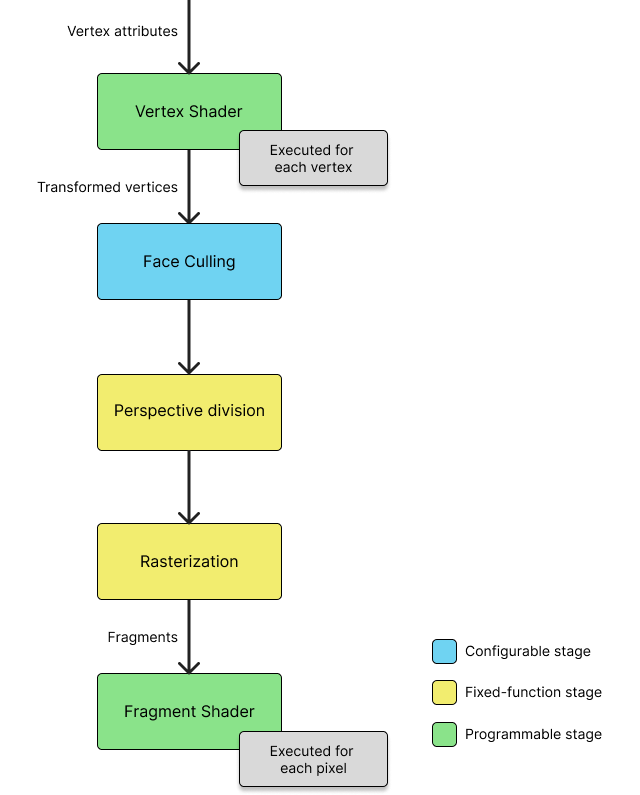 Vertex attributes
Vertex Shader
Executed for
each vertex
Transformed vertices
Face Culling
Perspective division
Rasterization
Fragments
Fragment Shader
Executed for
each pixel
Configurable stage
Fixed-function stage
Programmable stage